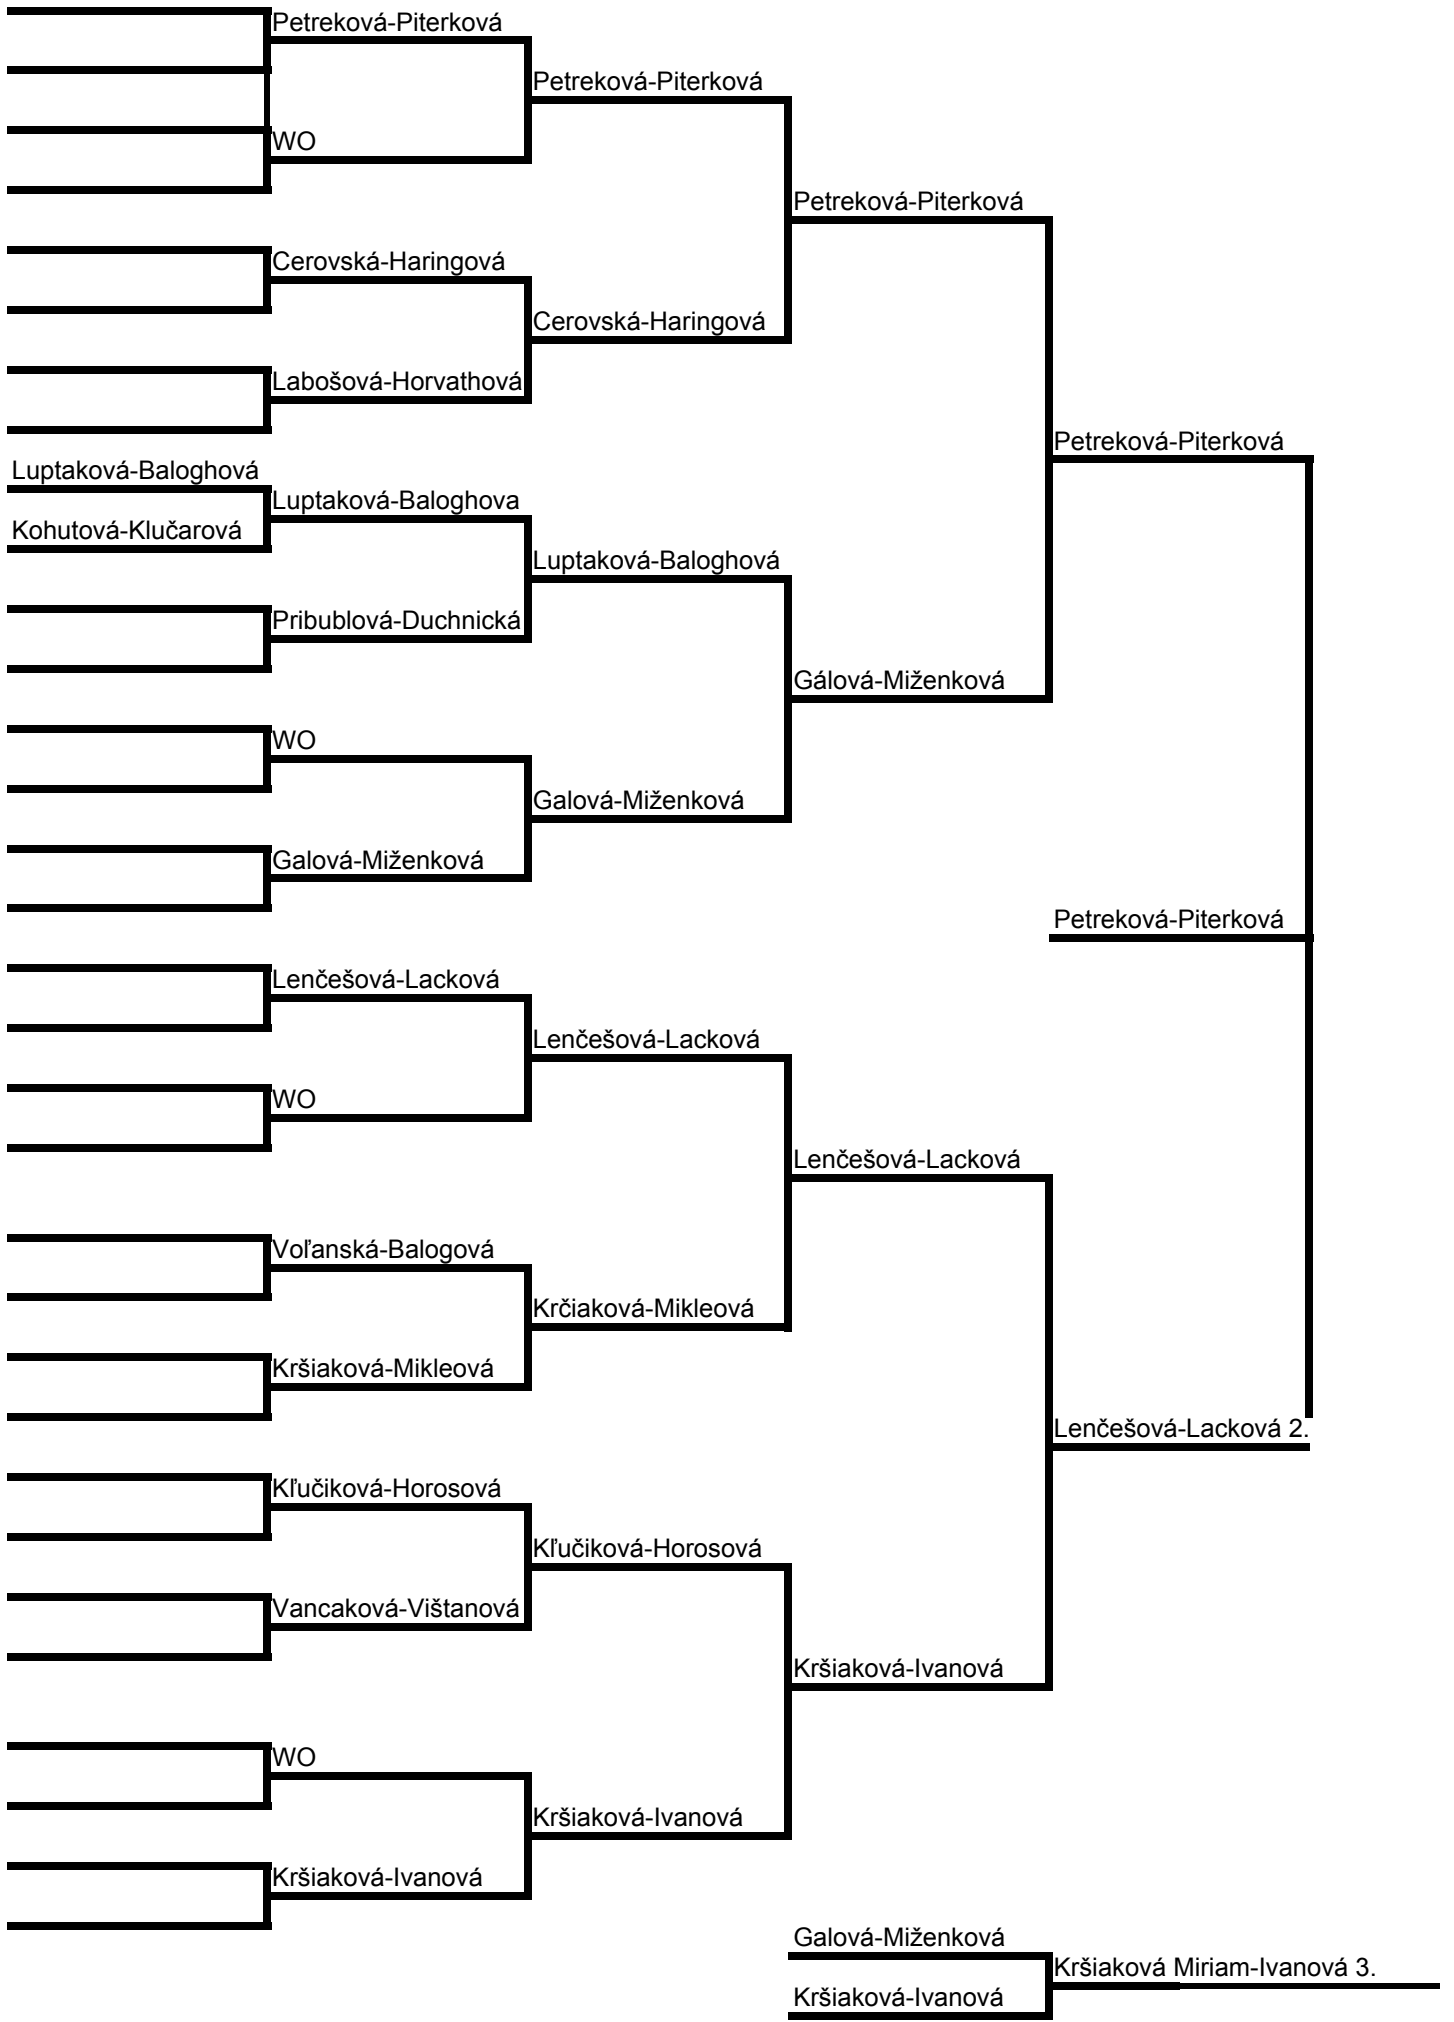 Petreková-Piterková
Petreková-Piterková
WO
Petreková-Piterková
Cerovská-Haringová
Cerovská-Haringová
Labošová-Horvathová
Petreková-Piterková
Luptaková-Baloghová
Luptaková-Baloghova
Kohutová-Klučarová
Luptaková-Baloghová
Pribublová-Duchnická
Gálová-Miženková
WO
Galová-Miženková
Galová-Miženková
Petreková-Piterková
Lenčešová-Lacková
Lenčešová-Lacková
WO
Lenčešová-Lacková
Voľanská-Balogová
Krčiaková-Mikleová
Kršiaková-Mikleová
Lenčešová-Lacková 2.
Kľučiková-Horosová
Kľučiková-Horosová
Vancaková-Vištanová
Kršiaková-Ivanová
WO
Kršiaková-Ivanová
Kršiaková-Ivanová
Galová-Miženková
Kršiaková Miriam-Ivanová 3.
Kršiaková-Ivanová